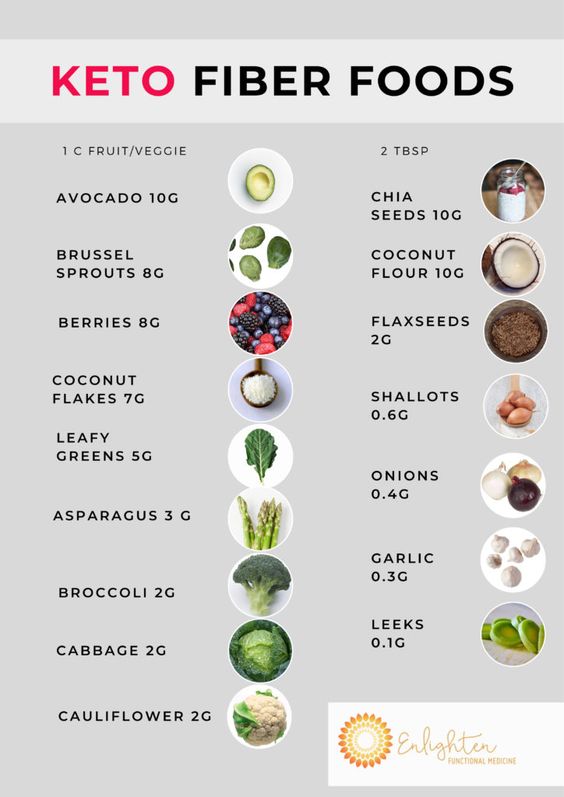 KETO FIBER FOODS
1 C FRUIT/VEGGIE
AVOCADO 10G
BRUSSEL
SPROUTS 8G
BERRIES 8G
COCONUT
FLAKES 7G
LEAFY
GREENS 5G
ASPARAGUS 3 G
BROCCOLI 2G
CABBAGE 2G
CAULIFLOWER 2G
2 TBSP
CHIA
SEEDS 10G
COCONUT
FLOUR 10G
FLAXSEEDS
2G
SHALLOTS
0.6G
ONIONS
0.4G
GARLIC
0.3G
LEEKS
0.1G
Enlighten
FUNCTIONAL MEDICINE